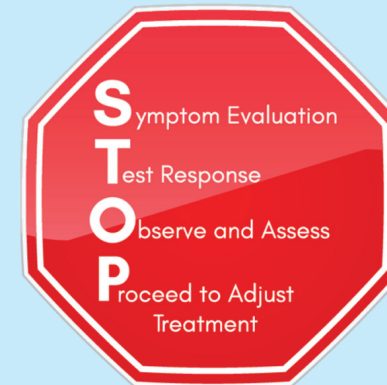 Symptom Evaluation
Test Response
Observe and Assess
Proceed to Adjust
Treatment